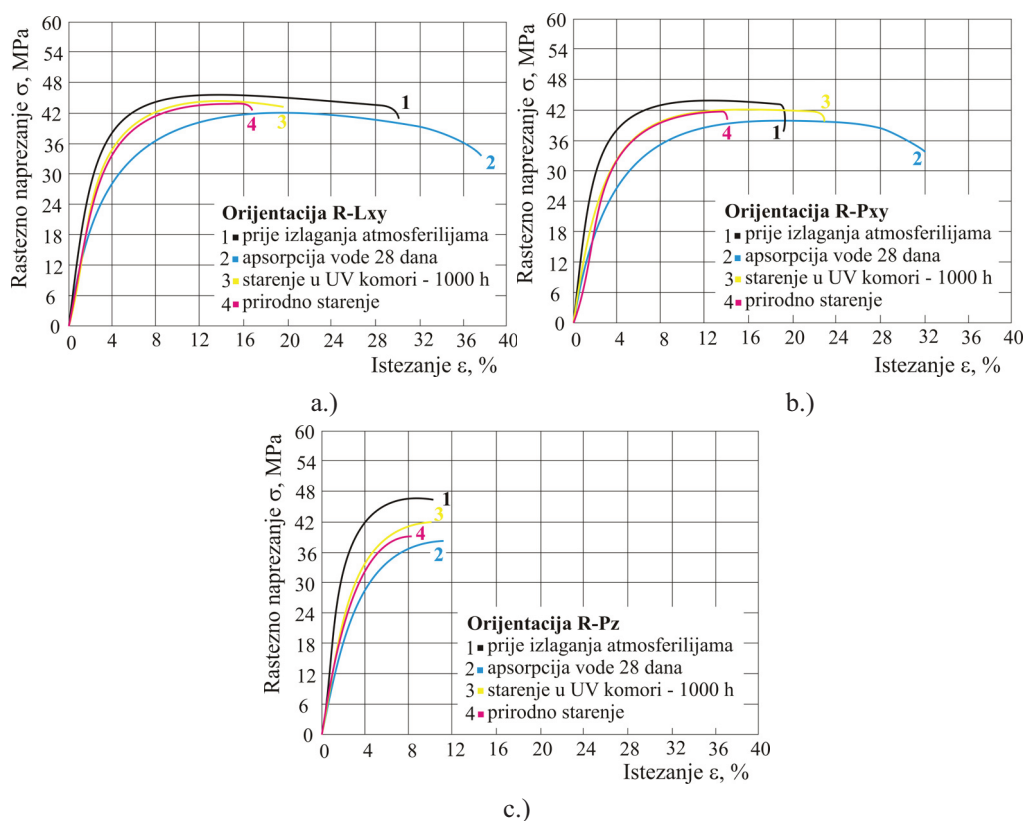 Rastezno naprezanje σ, MPa
60
54
48
42
36
30
24
18
12
6
0
1
2
3
4
Orijentacija R-Lxy
1 prije izlaganja atmosferilijama
2 apsorpcija vode 28 dana
3 starenje u UV komori - 1000 h
4 prirodno starenje
0 4 8 12 16 20 24 28 32 36 40
Istezanje ε, %
a.)
Rastezno naprezanje σ, MPa
60
54
48
42
36
30
24
18
12
6
0
3
4
1
2
Orijentacija R-Pxy
1 prije izlaganja atmosferilijama
2 apsorpcija vode 28 dana
3 starenje u UV komori - 1000 h
4 prirodno starenje
0 4 8 12 16 20 24 28 32 36 40
Istezanje ε, %
b.)
Rastezno naprezanje σ, MPa
60
54
48
42
36
30
24
18
12
6
0
1
3
4
2
Orijentacija R-Pz
1 prije izlaganja atmosferilijama
2 apsorpcija vode 28 dana
3 starenje u UV komori - 1000 h
4 prirodno starenje
0 4 8 12 16 20 24 28 32 36 40
Istezanje ε, %
c.)